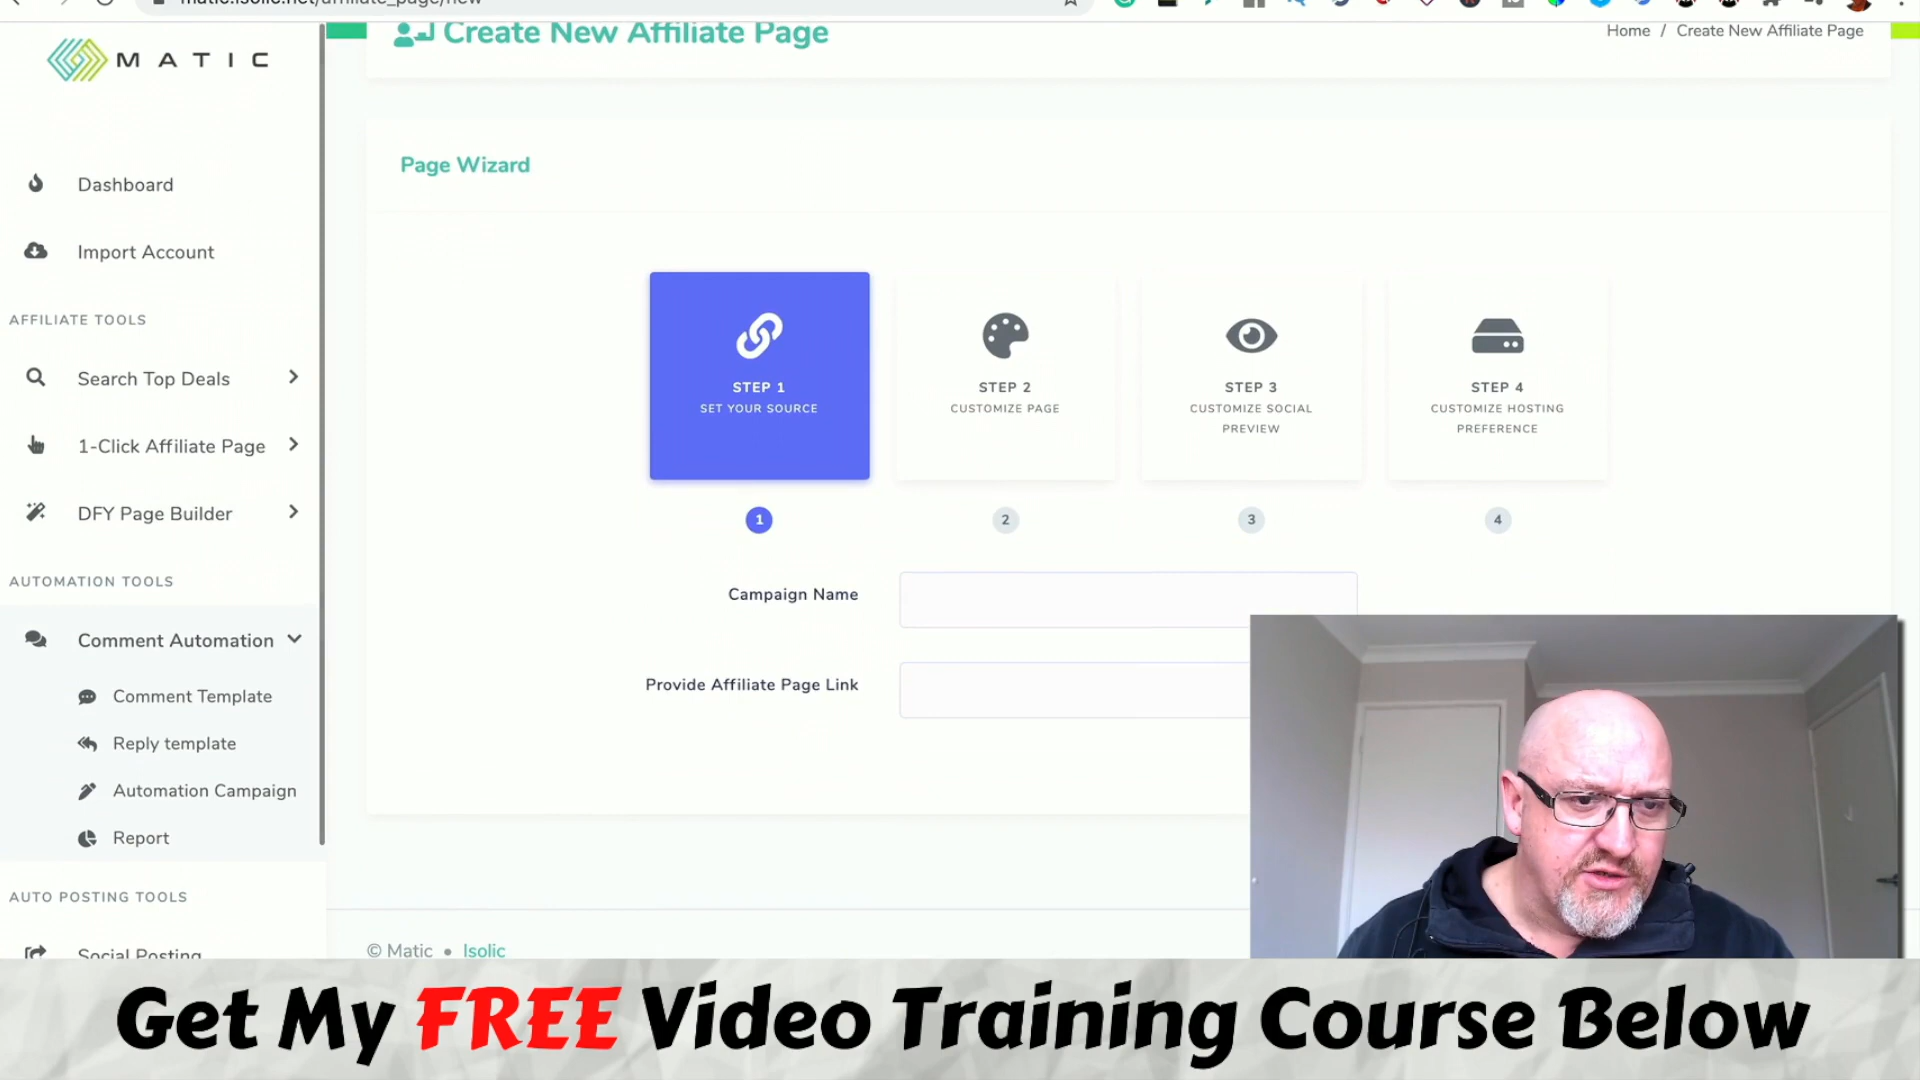 matic.isolic.net/affiliate_page/new
MATIC
Create New Affiliate Page
Home / Create New Affiliate Page
Dashboard
Import Account
AFFILIATE TOOLS
Search Top Deals
1-Click Affiliate Page
DFY Page Builder
AUTOMATION TOOLS
Comment Automation
Comment Template
Reply template
Automation Campaign
Report
AUTO POSTING TOOLS
Social Posting
Page Wizard
STEP 1
SET YOUR SOURCE
STEP 2
CUSTOMIZE PAGE
STEP 3
CUSTOMIZE SOCIAL
PREVIEW
STEP 4
CUSTOMIZE HOSTING
PREFERENCE
1
2
3
4
Campaign Name
Provide Affiliate Page Link
© Matic • Isolic
Get My FREE Video Training Course Below